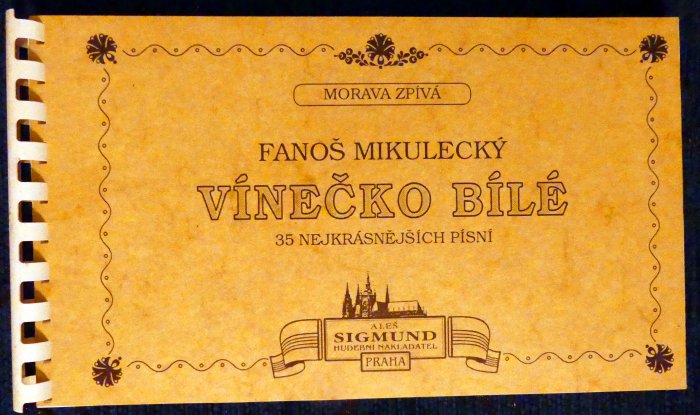 MORAVA ZPÍVÁ
FANOŠ MIKULECKÝ
VÍNEČKO BÍLÉ
35 NEJKRÁSNĚJŠÍCH PÍSNÍ
ALEŠ
SIGMUND
HUDEBNÍ NAKLADATEL
PRAHA